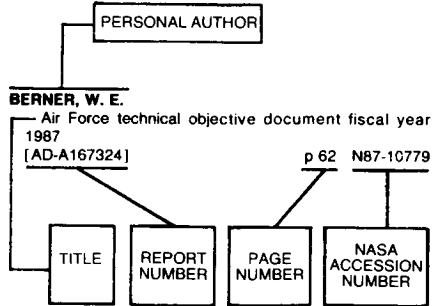 PERSONAL AUTHOR
BERNER, W. E.
Air Force technical objective document fiscal year
1987
[AD-A167324] p 62 N87-10779
TITLE
REPORT
NUMBER
PAGE
NUMBER
NASA
ACCESSION
NUMBER